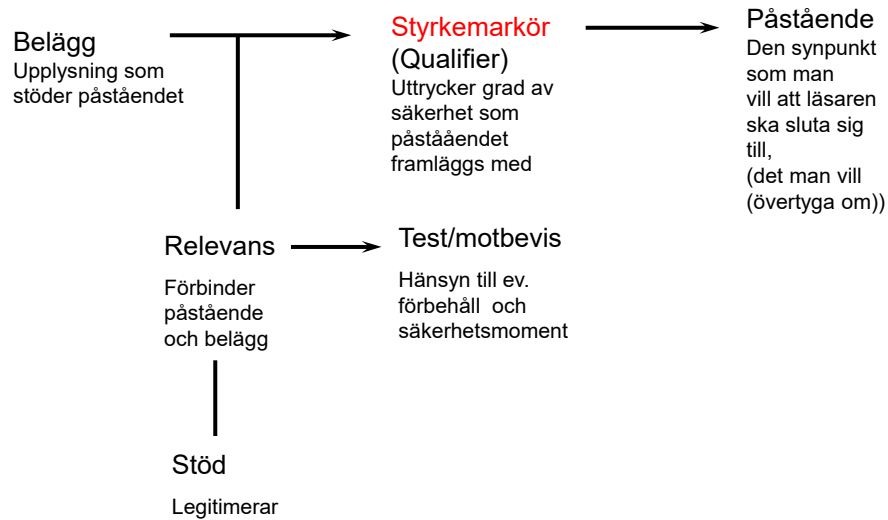 Belägg
Upplysning som
stöder påståendet
Styrkemarkör
(Qualifier)
Uttrycker grad av
säkerhet som
påstååendet
framläggs med
Påstående
Den synpunkt
som man
vill att läsaren
ska sluta sig
till,
(det man vill
(övertyga om))
Relevans
Förbinder
påstående
och belägg
Test/motbevis
Hänsyn till ev.
förbehåll och
säkerhetsmoment
Stöd
Legitimerar